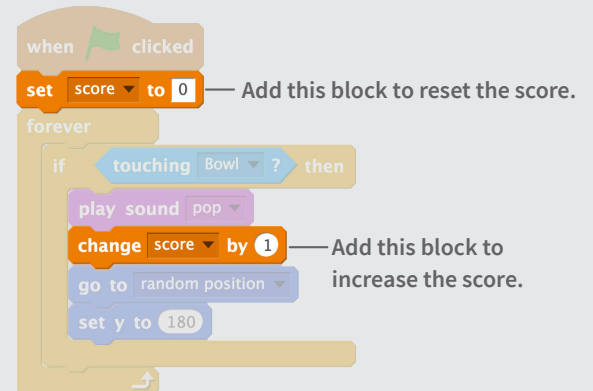 when clicked
set score to 0 Add this block to reset the score.
forever
if touching Bowl ? then
play sound pop
change score by 1 Add this block to
increase the score.
go to random position
set y to 180